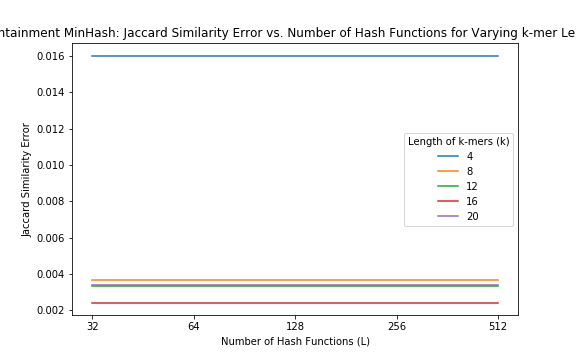 ntainment MinHash: Jaccard Similarity Error vs. Number of Hash Functions for Varying k-mer Le
0.016
0.014
0.012
0.010
0.008
0.006
0.004
0.002
Jaccard Similarity Error
Length of k-mers (k)
4
8
12
16
20
32 64 128 256 512
Number of Hash Functions (L)